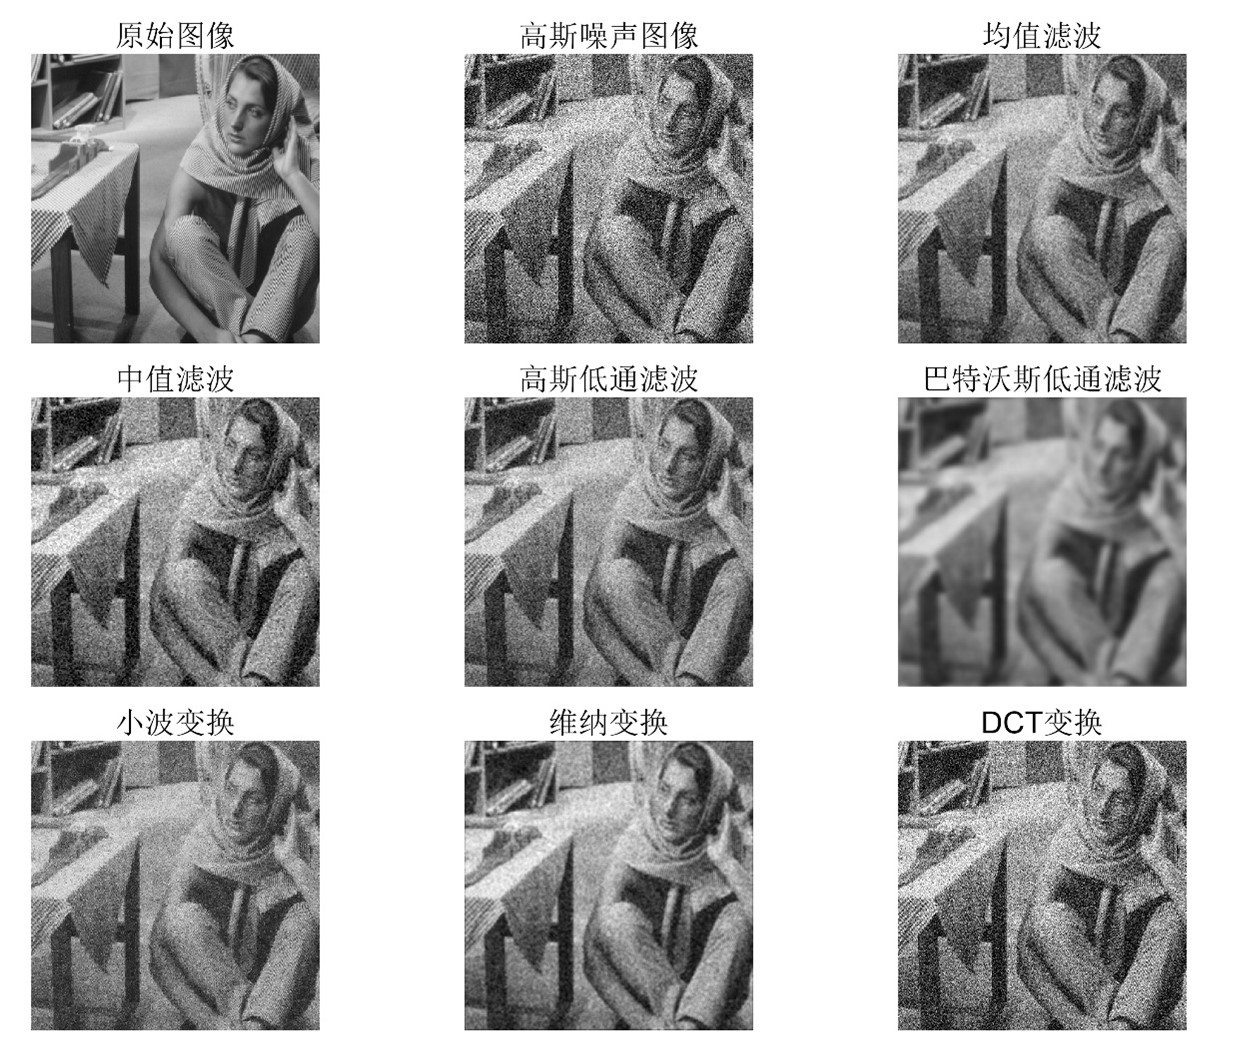 原始图像
高斯噪声图像
均值滤波
中值滤波
高斯低通滤波
巴特沃斯低通滤波
小波变换
维纳变换
DCT变换